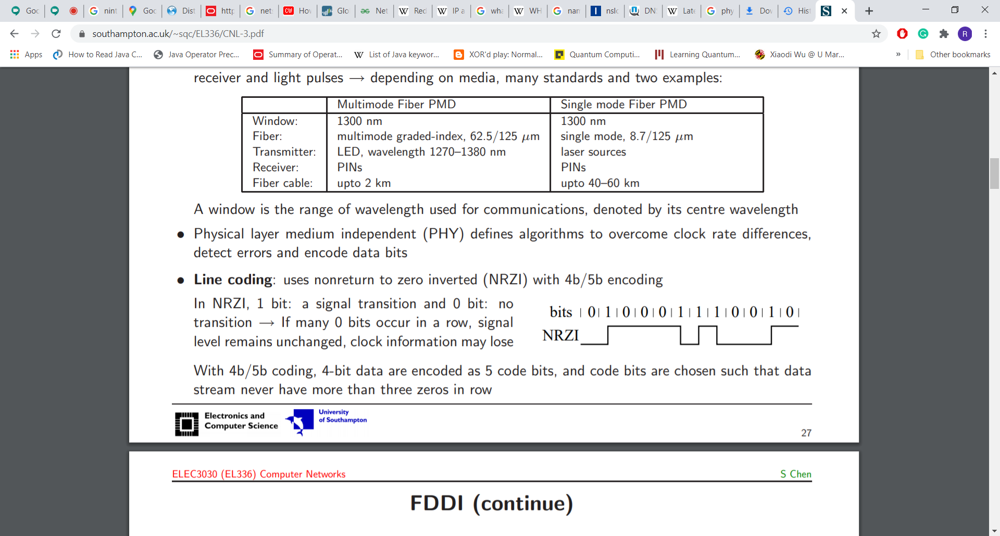 Goc
Goc
nint
Dist
http
net
CW
Hov
Glo
Net
W Red
W IP a
wha
W WH
nan
nslo
DN
W Late
phy
Dov
Hist
S
southampton.ac.uk/~sqc/EL336/CNL-3.pdf
R
Apps
How to Read Java C...
Java Operator Prec...
Summary of Operat...
W List of Java keywor...
XOR'd play: Normal...
Quantum Computi...
Learning Quantum...
Xiaodi Wu @ U Mar...
»
Other bookmarks
receiver and light pulses → depending on media, many standards and two examples:
Multimode Fiber PMD Single mode Fiber PMD
Window: 1300 nm 1300 nm
Fiber: multimode graded-index, 62.5/125 μm single mode, 8.7/125 μm
Transmitter: LED, wavelength 1270–1380 nm laser sources
Receiver: PINs PINs
Fiber cable: upto 2 km upto 40–60 km
A window is the range of wavelength used for communications, denoted by its centre wavelength
• Physical layer medium independent (PHY) defines algorithms to overcome clock rate differences,
detect errors and encode data bits
• Line coding: uses nonreturn to zero inverted (NRZI) with 4b/5b encoding
In NRZI, 1 bit: a signal transition and 0 bit: no
transition → If many 0 bits occur in a row, signal
level remains unchanged, clock information may lose
bits | 0 | 1 | 0 | 0 | 0 | 1 | 1 | 1 | 0 | 0 | 1 | 0 |
NRZI
With 4b/5b coding, 4-bit data are encoded as 5 code bits, and code bits are chosen such that data
stream never have more than three zeros in row
Electronics and
Computer Science
University
of Southampton
27
ELEC3030 (EL336) Computer Networks S Chen
FDDI (continue)